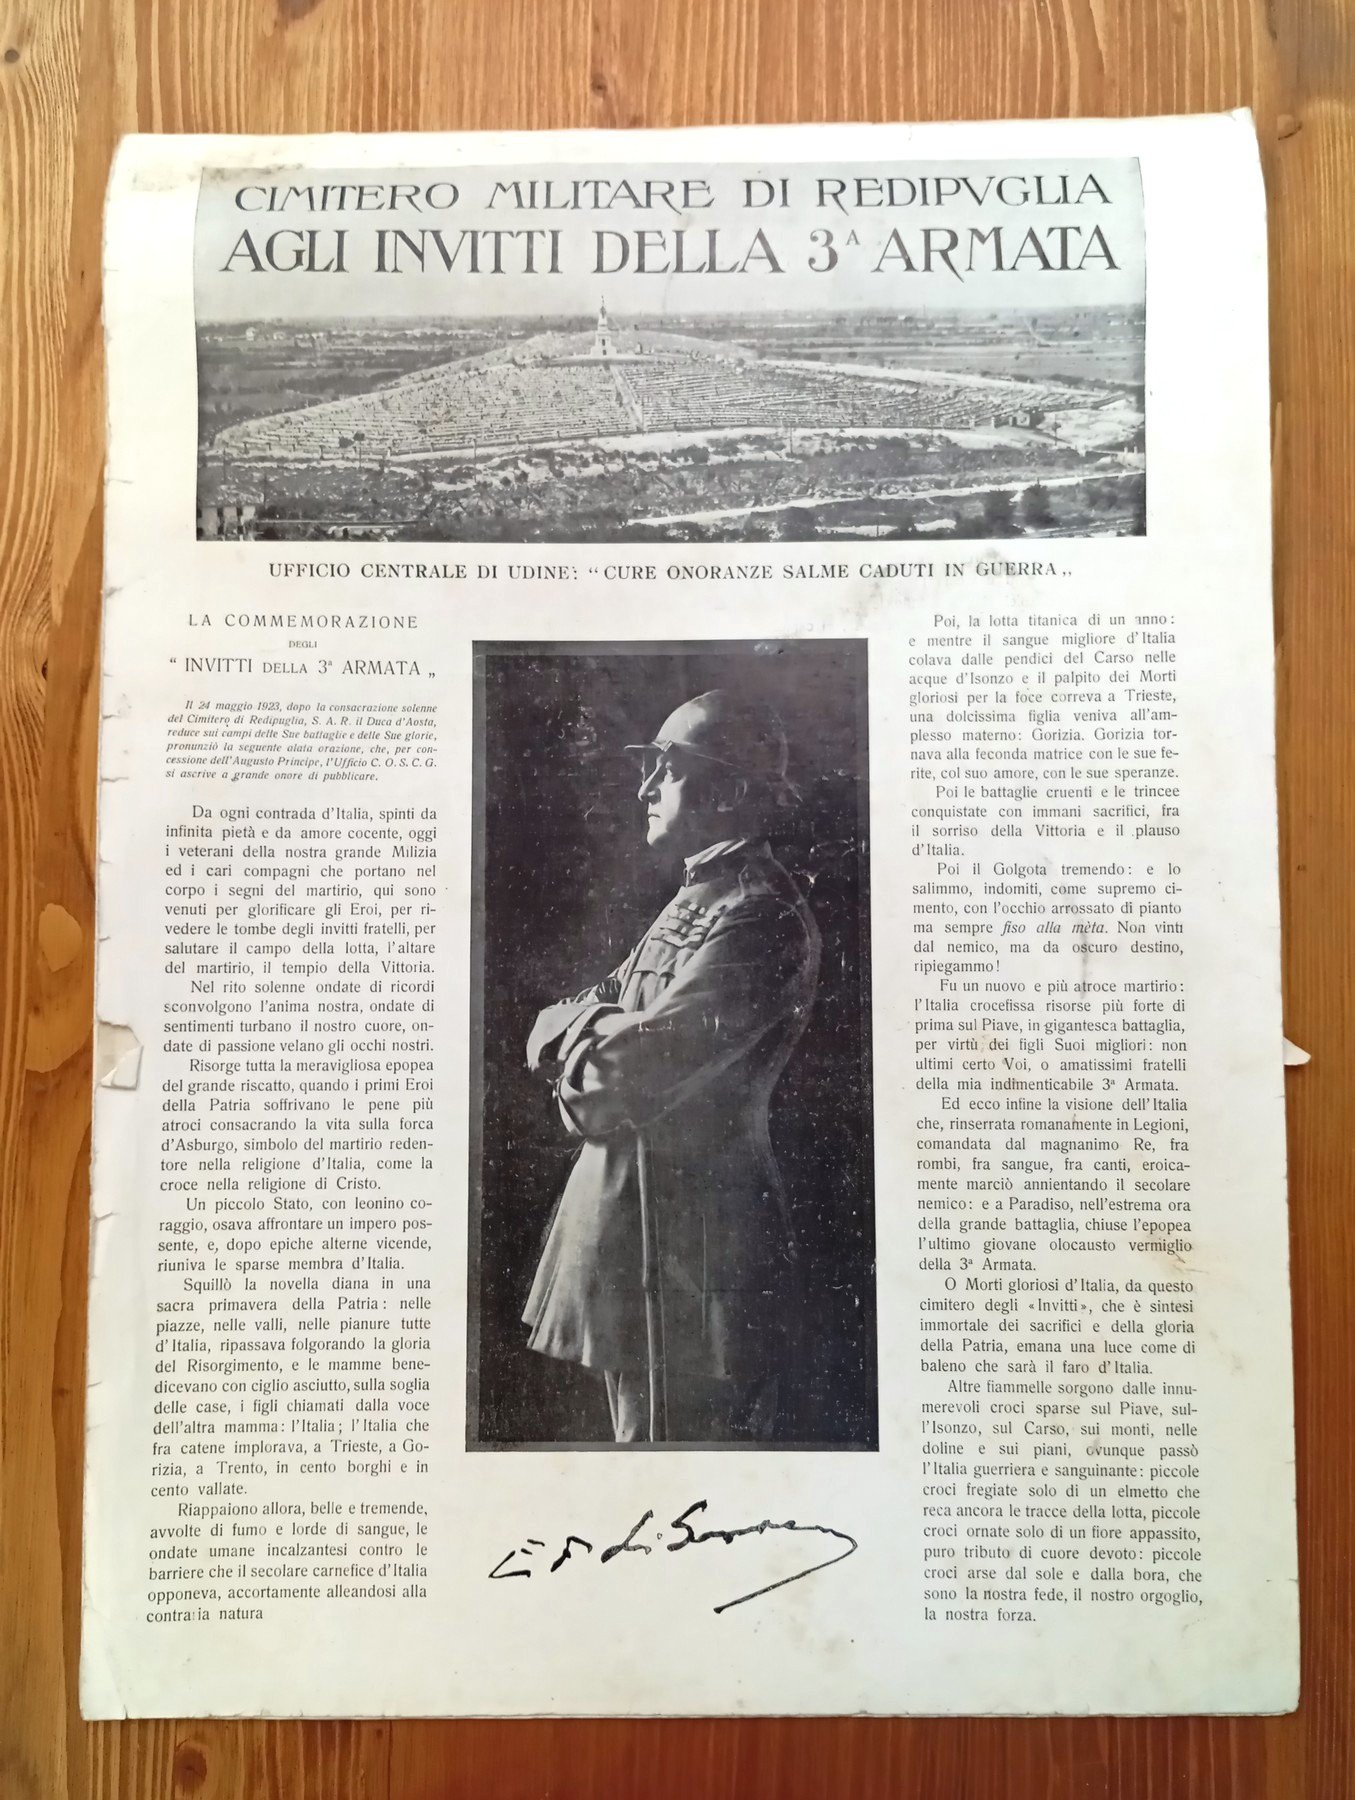 CIMITERO MILITARE DI REDIPVGLIA
AGLI INVITTI DELLA 3ᴬ ARMATA
UFFICIO CENTRALE DI UDINE: “CURE ONORANZE SALME CADUTI IN GUERRA„
LA COMMEMORAZIONE
DEGLI
“ INVITTI DELLA 3ª ARMATA „
Il 24 maggio 1923, dopo la consacrazione solenne
del Cimitero di Redipuglia, S. A. R. il Duca d'Aosta,
reduce sui campi delle Sue battaglie e delle Sue glorie,
pronunziò la seguente alata orazione, che, per con-
cessione dell'Augusto Principe, l'Ufficio C. O. S. C. G.
si ascrive a grande onore di pubblicare.
Da ogni contrada d'Italia, spinti da
infinita pietà e da amore cocente, oggi
i veterani della nostra grande Milizia
ed i cari compagni che portano nel
corpo i segni del martirio, qui sono
venuti per glorificare gli Eroi, per ri-
vedere le tombe degli invitti fratelli, per
salutare il campo della lotta, l'altare
del martirio, il tempio della Vittoria.
Nel rito solenne ondate di ricordi
sconvolgono l'anima nostra, ondate di
sentimenti turbano il nostro cuore, on-
date di passione velano gli occhi nostri.
Risorge tutta la meravigliosa epopea
del grande riscatto, quando i primi Eroi
della Patria soffrivano le pene più
atroci consacrando la vita sulla forca
d'Asburgo, simbolo del martirio reden-
tore nella religione d'Italia, come la
croce nella religione di Cristo.
Un piccolo Stato, con leonino co-
raggio, osava affrontare un impero pos-
sente, e, dopo epiche alterne vicende,
riuniva le sparse membra d'Italia.
Squillò la novella diana in una
sacra primavera della Patria: nelle
piazze, nelle valli, nelle pianure tutte
d'Italia, ripassava folgorando la gloria
del Risorgimento, e le mamme bene-
dicevano con ciglio asciutto, sulla soglia
delle case, i figli chiamati dalla voce
dell'altra mamma: l'Italia; l'Italia che
fra catene implorava, a Trieste, a Go-
rizia, a Trento, in cento borghi e in
cento vallate.
Riappaiono allora, belle e tremende,
avvolte di fumo e lorde di sangue, le
ondate umane incalzantesi contro le
barriere che il secolare carnefice d'Italia
opponeva, accortamente alleandosi alla
contraria natura
Poi, la lotta titanica di un anno:
e mentre il sangue migliore d'Italia
colava dalle pendici del Carso nelle
acque d'Isonzo e il palpito dei Morti
gloriosi per la foce correva a Trieste,
una dolcissima figlia veniva all'am-
plesso materno: Gorizia. Gorizia tor-
nava alla feconda matrice con le sue fe-
rite, col suo amore, con le sue speranze.
Poi le battaglie cruenti e le trincee
conquistate con immani sacrifici, fra
il sorriso della Vittoria e il plauso
d'Italia.
Poi il Golgota tremendo: e lo
salimmo, indomiti, come supremo ci-
mento, con l'occhio arrossato di pianto
ma sempre fiso alla mèta. Non vinti
dal nemico, ma da oscuro destino,
ripiegammo!
Fu un nuovo e più atroce martirio:
l'Italia crocefissa risorse più forte di
prima sul Piave, in gigantesca battaglia,
per virtù dei figli Suoi migliori: non
ultimi certo Voi, o amatissimi fratelli
della mia indimenticabile 3ª Armata.
Ed ecco infine la visione dell'Italia
che, rinserrata romanamente in Legioni,
comandata dal magnanimo Re, fra
rombi, fra sangue, fra canti, eroica-
mente marciò annientando il secolare
nemico: e a Paradiso, nell'estrema ora
della grande battaglia, chiuse l'epopea
l'ultimo giovane olocausto vermiglio
della 3ª Armata.
O Morti gloriosi d'Italia, da questo
cimitero degli «Invitti», che è sintesi
immortale dei sacrifici e della gloria
della Patria, emana una luce come di
baleno che sarà il faro d'Italia.
Altre fiammelle sorgono dalle innu-
merevoli croci sparse sul Piave, sul-
l'Isonzo, sul Carso, sui monti, nelle
doline e sui piani, ovunque passò
l'Italia guerriera e sanguinante: piccole
croci fregiate solo di un elmetto che
reca ancora le tracce della lotta, piccole
croci ornate solo di un fiore appassito,
puro tributo di cuore devoto: piccole
croci arse dal sole e dalla bora, che
sono la nostra fede, il nostro orgoglio,
la nostra forza.